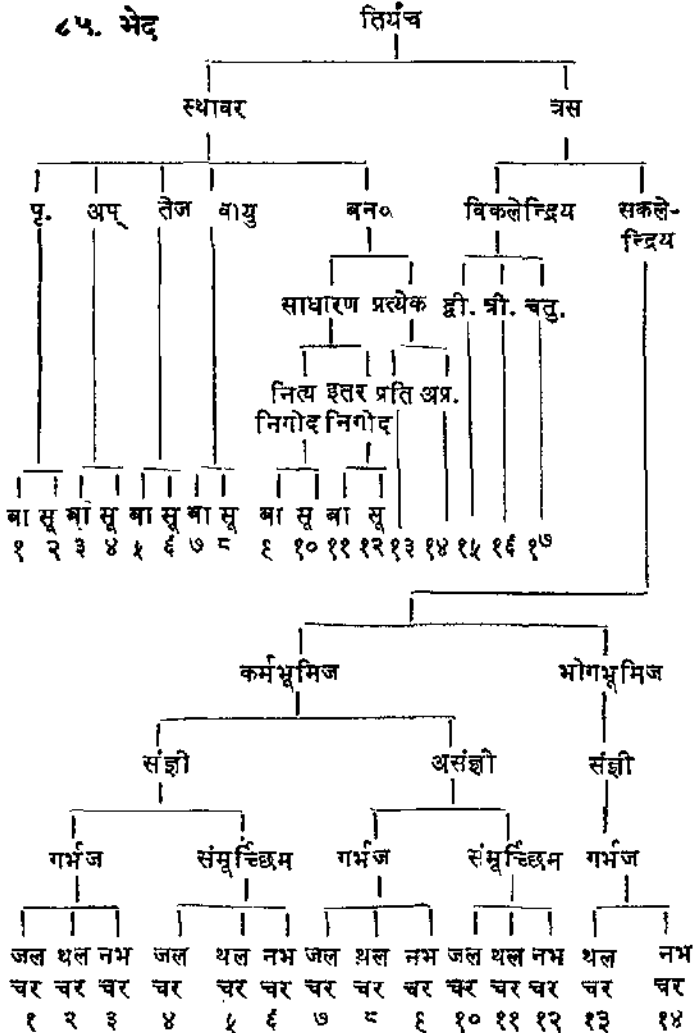 ८५. भेद
तिर्यंच
स्थावर त्रस
पृ. अप् तेज वायु वन० विकलेन्द्रिय सकले-
न्द्रिय
साधारण प्रत्येक द्वी. त्री. चतु.
नित्य इतर प्रति अप्र.
निगोद निगोद
बा सू बा सू बा सू बा सू बा सू बा सू
१ २ ३ ४ ५ ६ ७ ८ ९ १० ११ १२ १३ १४ १५ १६ १७
कर्मभूमिज भोगभूमिज
संज्ञी असंज्ञी संज्ञी
गर्भज संमूर्च्छिम गर्भज संमूर्च्छिम गर्भज
जल थल नभ जल थल नभ जल थल नभ जल थल नभ थल नभ
चर चर चर चर चर चर चर चर चर चर चर चर चर चर
१ २ ३ ४ ५ ६ ७ ८ ९ १० ११ १२ १३ १४